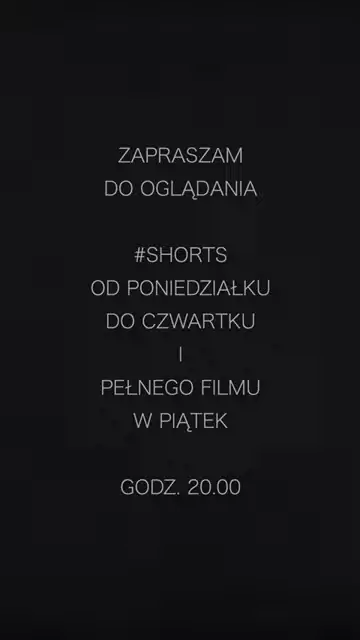 ZAPRASZAM
DO OGLĄDANIA
#SHORTS
OD PONIEDZIAŁKU
DO CZWARTKU
I
PEŁNEGO FILMU
W PIĄTEK
GODZ. 20.00